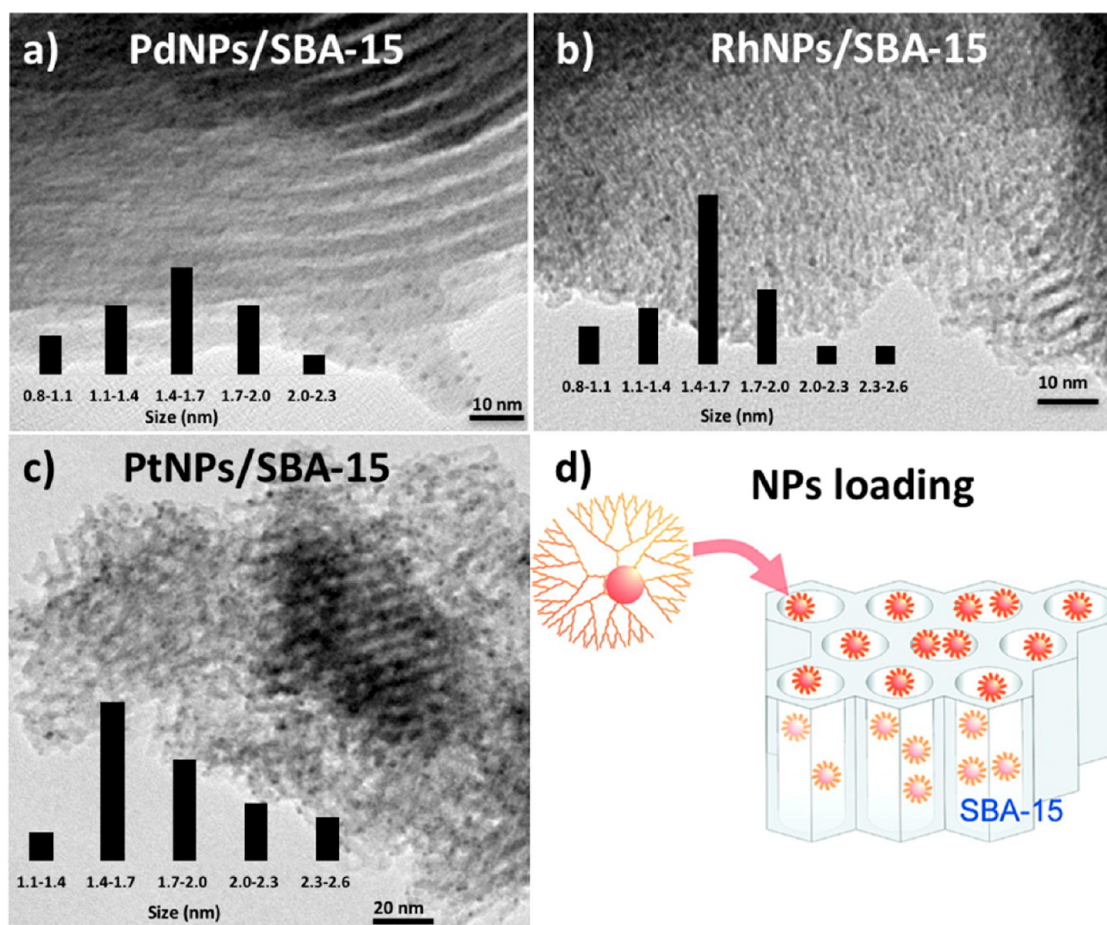 a) PdNPs/SBA-15
0.8-1.1 1.1-1.4 1.4-1.7 1.7-2.0 2.0-2.3
Size (nm)
10 nm
b) RhNPs/SBA-15
0.8-1.1 1.1-1.4 1.4-1.7 1.7-2.0 2.0-2.3 2.3-2.6
Size (nm)
10 nm
c) PtNPs/SBA-15
1.1-1.4 1.4-1.7 1.7-2.0 2.0-2.3 2.3-2.6
Size (nm)
20 nm
d) NPs loading
SBA-15